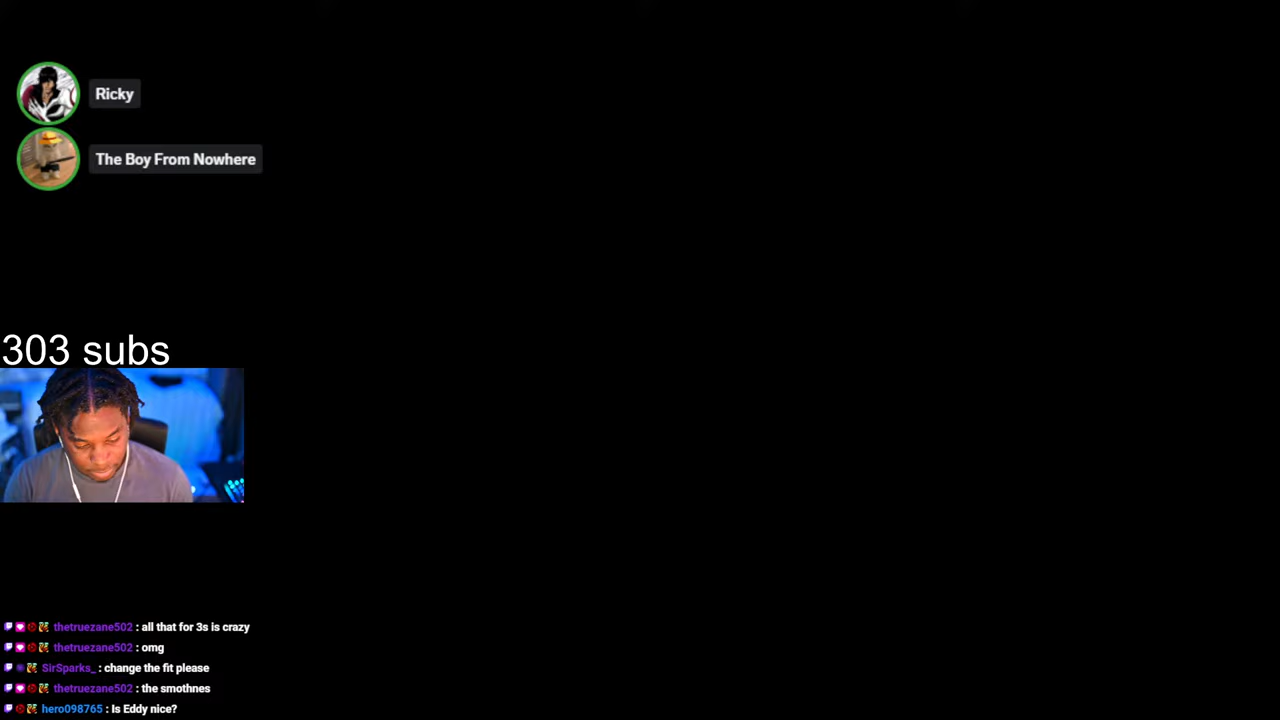 Ricky
The Boy From Nowhere
303 subs
thetruezane502 : all that for 3s is crazy
thetruezane502 : omg
SirSparks_ : change the fit please
thetruezane502 : the smothnes
hero098765 : Is Eddy nice?